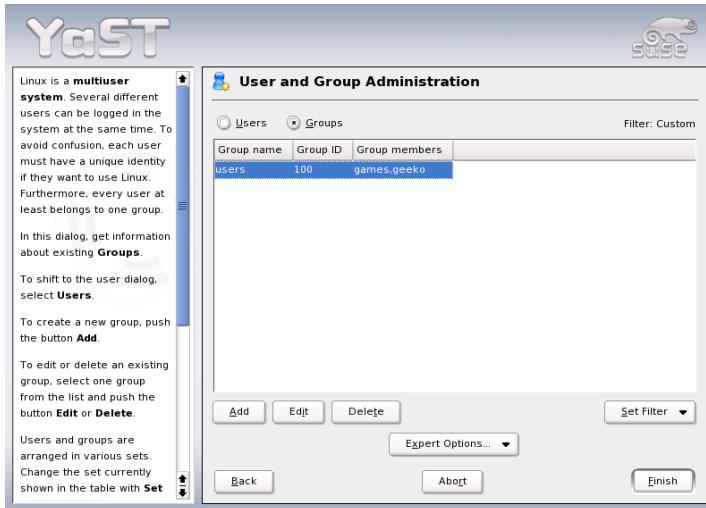 YaST
SUSE
Linux is a multiuser
system. Several different
users can be logged in the
system at the same time. To
avoid confusion, each user
must have a unique identity
if they want to use Linux.
Furthermore, every user at
least belongs to one group.
In this dialog, get information
about existing Groups.
To shift to the user dialog,
select Users.
To create a new group, push
the button Add.
To edit or delete an existing
group, select one group
from the list and push the
button Edit or Delete.
Users and groups are
arranged in various sets.
Change the set currently
shown in the table with Set
User and Group Administration
Users Groups Filter: Custom
Group name Group ID Group members
users 100 games,geeko
Add Edit Delete Set Filter
Expert Options...
Back Abort Finish